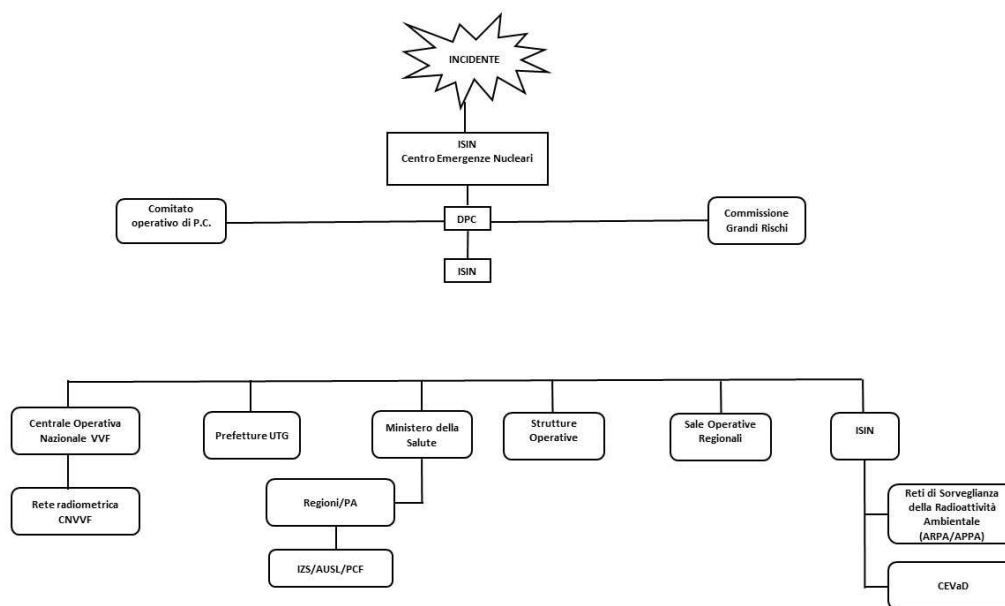 INCIDENTE
ISIN
Centro Emergenze Nucleari
Comitato
operativo di P.C.
DPC
Commissione
Grandi Rischi
ISIN
Centrale Operativa
Nazionale VVF
Prefetture UTG
Ministero della
Salute
Strutture
Operative
Sale Operative
Regionali
ISIN
Rete radiometrica
CNVVF
Regioni/PA
Reti di Sorveglianza
della Radioattività
Ambientale
(ARPA/APPA)
IZS/AUSL/PCF
CEVaD